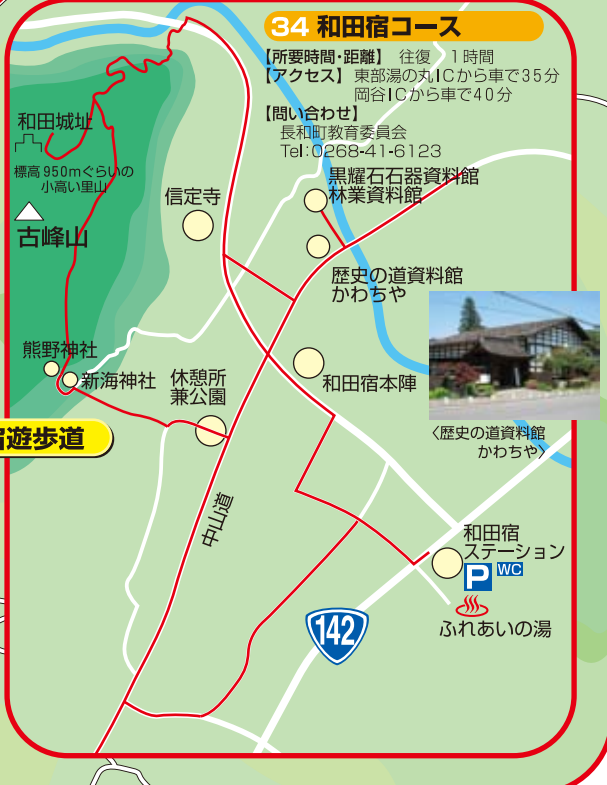 34 和田宿コース
【所要時間･距離】 往復 1時間
【アクセス】 東部湯の丸ICから車で35分
岡谷ICから車で40分
【問い合わせ】
長和町教育委員会
Tel:0268-41-6123
和田城址
標高950mぐらいの
小高い里山
古峰山
信定寺
黒耀石石器資料館
林業資料館
歴史の道資料館
かわちや
熊野神社
新海神社
休憩所
兼公園
和田宿本陣
〈歴史の道資料館
かわちや〉
宿遊歩道
中山道
和田宿
ステーション
P WC
ふれあいの湯
142